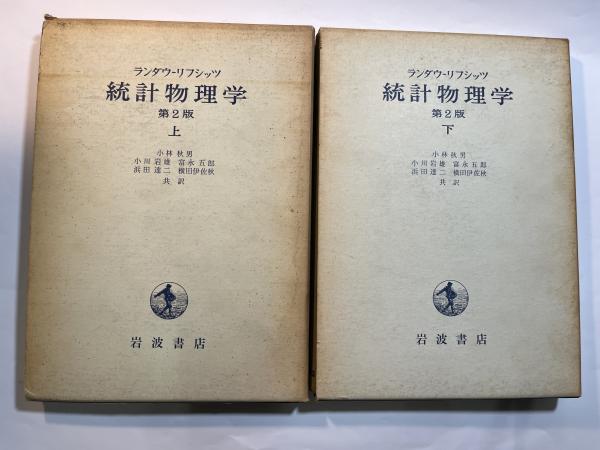 ランダウ-リフシッツ
統計物理学
第2版
上
小林秋男
小川岩雄 富永五郎
浜田達二 横田伊佐秋
共訳
岩波書店
ランダウ-リフシッツ
統計物理学
第2版
下
小林秋男
小川岩雄 富永五郎
浜田達二 横田伊佐秋
共訳
岩波書店